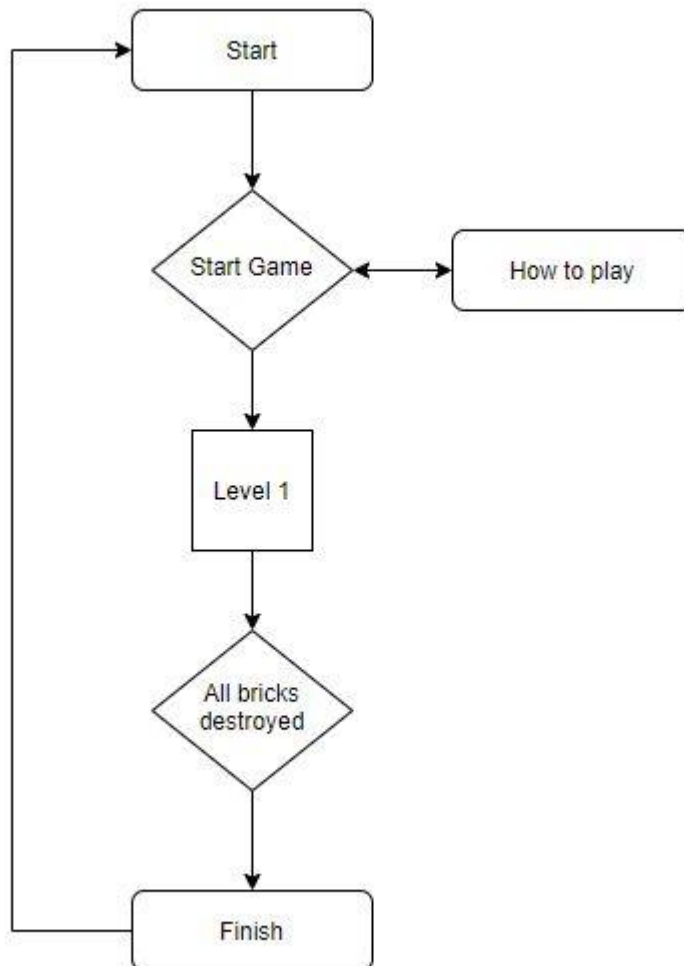 Start
Start Game
How to play
Level 1
All bricks
destroyed
Finish